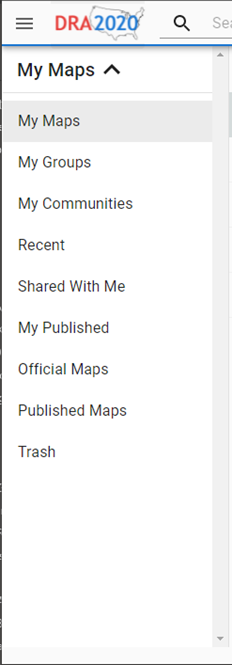 DRA2020
Sea
My Maps
My Maps
My Groups
My Communities
Recent
Shared With Me
My Published
Official Maps
Published Maps
Trash